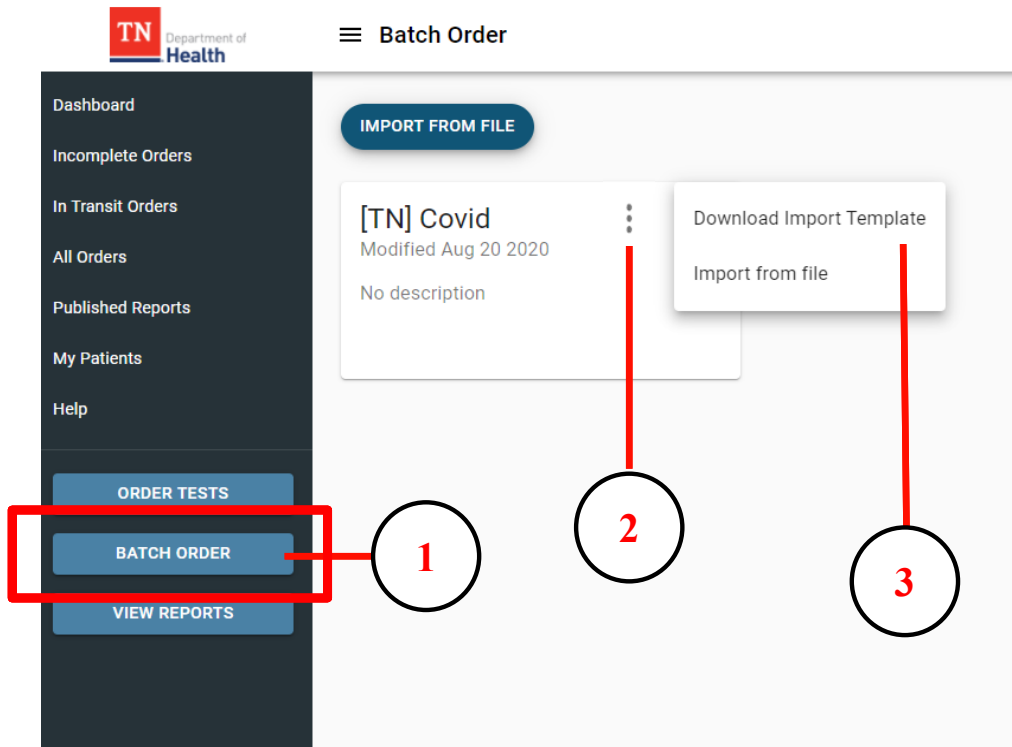 TN
Department of
Health
Batch Order
Dashboard
Incomplete Orders
In Transit Orders
All Orders
Published Reports
My Patients
Help
ORDER TESTS
BATCH ORDER
VIEW REPORTS
IMPORT FROM FILE
[TN] Covid
Modified Aug 20 2020
No description
Download Import Template
Import from file
1
2
3